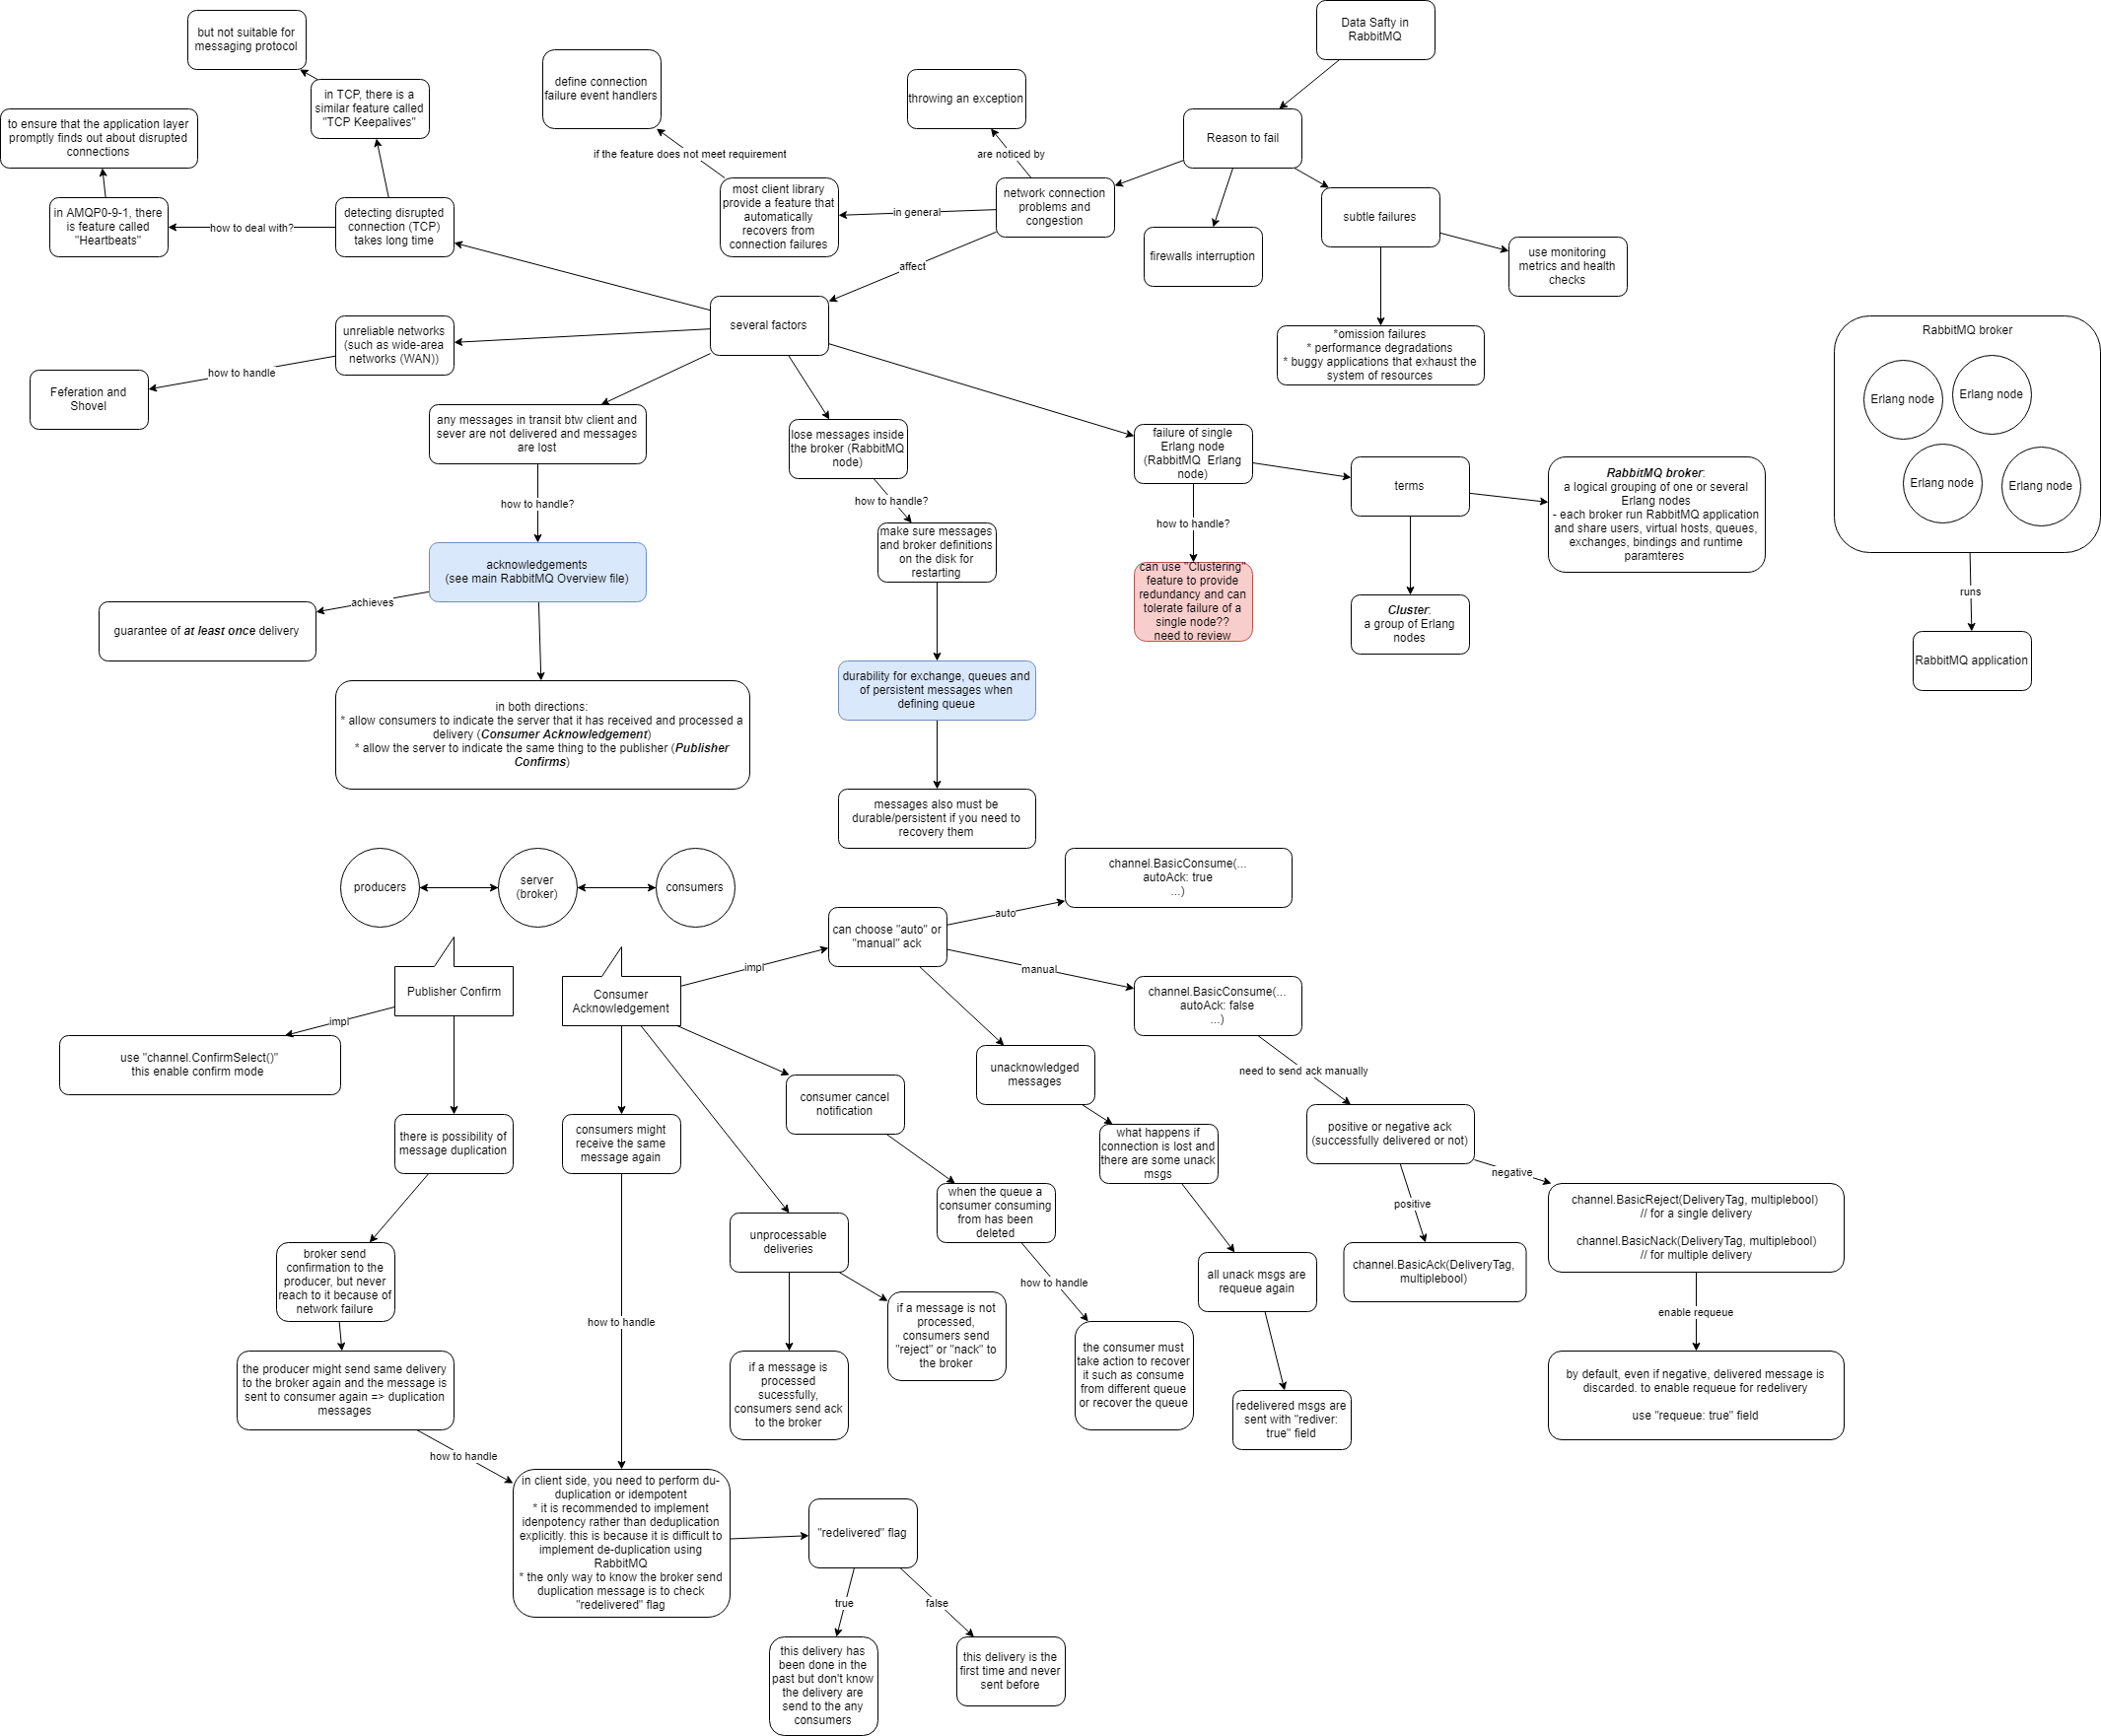 Data Safty in
RabbitMQ
but not suitable for
messaging protocol
in TCP, there is a
similar feature called
"TCP Keepalives"
to ensure that the application layer
promptly finds out about disrupted
connections
define connection
failure event handlers
throwing an exception
Reason to fail
if the feature does not meet requirement
are noticed by
in AMQP0-9-1, there
is feature called
"Heartbeats"
how to deal with?
detecting disrupted
connection (TCP)
takes long time
most client library
provide a feature that
automatically
recovers from
connection failures
in general
network connection
problems and
congestion
subtle failures
firewalls interruption
use monitoring
metrics and health
checks
affect
several factors
unreliable networks
(such as wide-area
networks (WAN))
how to handle
Feferation and
Shovel
*omission failures
* performance degradations
* buggy applications that exhaust the
system of resources
RabbitMQ broker
Erlang node
Erlang node
Erlang node
Erlang node
runs
RabbitMQ application
any messages in transit btw client and
sever are not delivered and messages
are lost
lose messages inside
the broker (RabbitMQ
node)
failure of single
Erlang node
(RabbitMQ Erlang
node)
terms
RabbitMQ broker:
a logical grouping of one or several
Erlang nodes
- each broker run RabbitMQ application
and share users, virtual hosts, queues,
exchanges, bindings and runtime
paramteres
how to handle?
how to handle?
how to handle?
make sure messages
and broker definitions
on the disk for
restarting
acknowledgements
(see main RabbitMQ Overview file)
can use "Clustering"
feature to provide
redundancy and can
tolerate failure of a
single node??
need to review
Cluster:
a group of Erlang
nodes
achieves
guarantee of at least once delivery
durability for exchange, queues and
of persistent messages when
defining queue
in both directions:
* allow consumers to indicate the server that it has received and processed a
delivery (Consumer Acknowledgement)
* allow the server to indicate the same thing to the publisher (Publisher
Confirms)
messages also must be
durable/persistent if you need to
recovery them
producers
server
(broker)
consumers
channel.BasicConsume(...
autoAck: true
...)
auto
can choose "auto" or
"manual" ack
impl
manual
Publisher Confirm
Consumer
Acknowledgement
channel.BasicConsume(...
autoAck: false
...)
impl
use "channel.ConfirmSelect()"
this enable confirm mode
unacknowledged
messages
need to send ack manually
consumer cancel
notification
there is possibility of
message duplication
consumers might
receive the same
message again
what happens if
connection is lost and
there are some unack
msgs
positive or negative ack
(successfully delivered or not)
negative
positive
when the queue a
consumer consuming
from has been
deleted
channel.BasicReject(DeliveryTag, multiplebool)
// for a single delivery
channel.BasicNack(DeliveryTag, multiplebool)
// for multiple delivery
unprocessable
deliveries
broker send
confirmation to the
producer, but never
reach to it because of
network failure
how to handle
all unack msgs are
requeue again
channel.BasicAck(DeliveryTag,
multiplebool)
how to handle
if a message is not
processed,
consumers send
"reject" or "nack" to
the broker
enable requeue
the producer might send same delivery
to the broker again and the message is
sent to consumer again => duplication
messages
if a message is
processed
sucessfully,
consumers send ack
to the broker
the consumer must
take action to recover
it such as consume
from different queue
or recover the queue
by default, even if negative, delivered message is
discarded. to enable requeue for redelivery
use "requeue: true" field
redelivered msgs are
sent with "rediver:
true" field
how to handle
in client side, you need to perform du-
duplication or idempotent
* it is recommended to implement
idenpotency rather than deduplication
explicitly. this is because it is difficult to
implement de-duplication using
RabbitMQ
* the only way to know the broker send
duplication message is to check
"redelivered" flag
"redelivered" flag
true
false
this delivery has
been done in the
past but don't know
the delivery are
send to the any
consumers
this delivery is the
first time and never
sent before